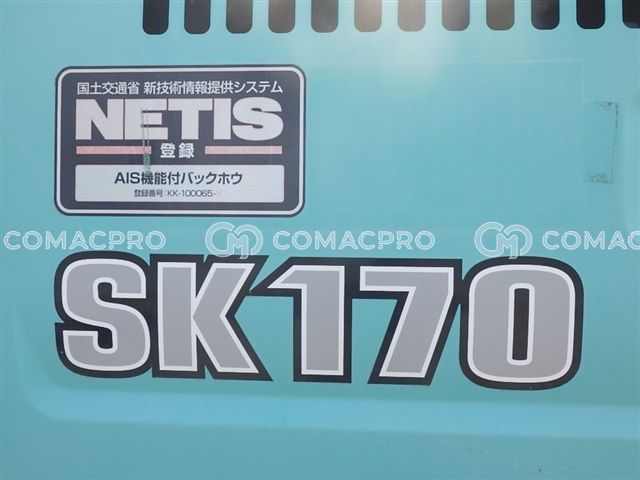 国土交通省 新技術情報提供システム
NETIS
登録
AIS機能付バックホウ
登録番号:KK-100065-
COMACPRO COMACPRO COMAC
SK170